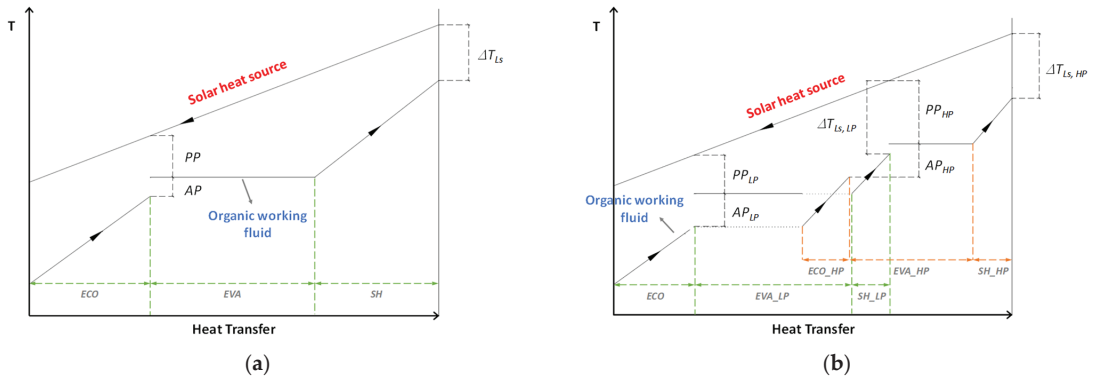 T
ΔT_Ls
Solar heat source
PP
AP
Organic working
fluid
ECO
EVA
SH
Heat Transfer
(a)
T
ΔT_Ls, HP
Solar heat source
PP_HP
ΔT_Ls, LP
PP_LP
AP_HP
Organic working
fluid
AP_LP
ECO_HP
EVA_HP
SH_HP
ECO
EVA_LP
SH_LP
Heat Transfer
(b)